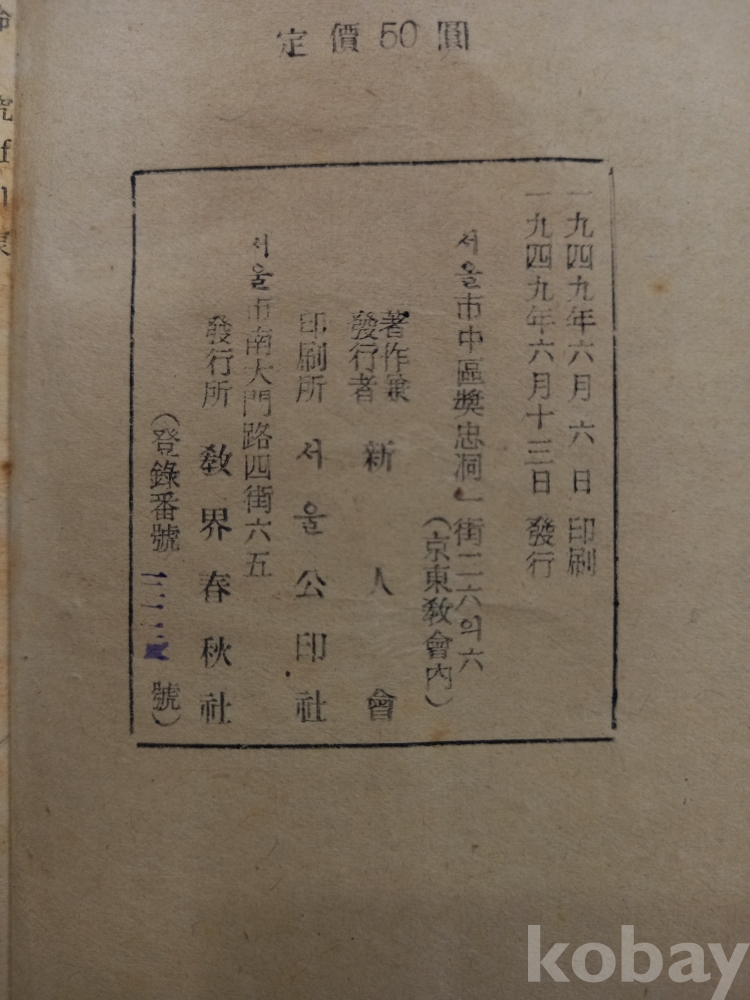 定價 50 圓
一九四九年六月 六 日 印刷
一九四九年六月十三日 發行
서울市中區奬忠洞一街二六의六
(京東敎會內)
著作兼
發行者 新人會
印刷所 서울公印社
서울市南大門路四街六五
發行所 敎界春秋社
(登錄番號 號)
kobay